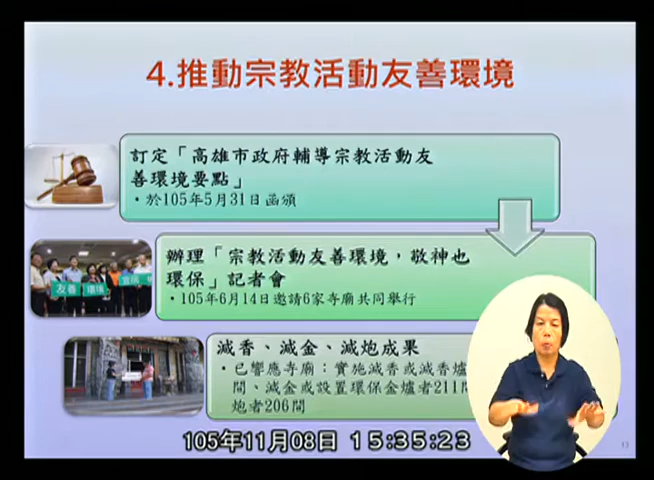 4.推動宗教活動友善環境
訂定「高雄市政府輔導宗教活動友
善環境要點」
・於105年5月31日函頒
辦理「宗教活動友善環境，敬神也
環保」記者會
・105年6月14日邀請6家寺廟共同舉行
友善
環境
減香、減金、減炮成果
・已響應寺廟：實施減香或減香爐
間、減金或設置環保金爐者211間
炮者206間
105年11月08日 15:35:23
13